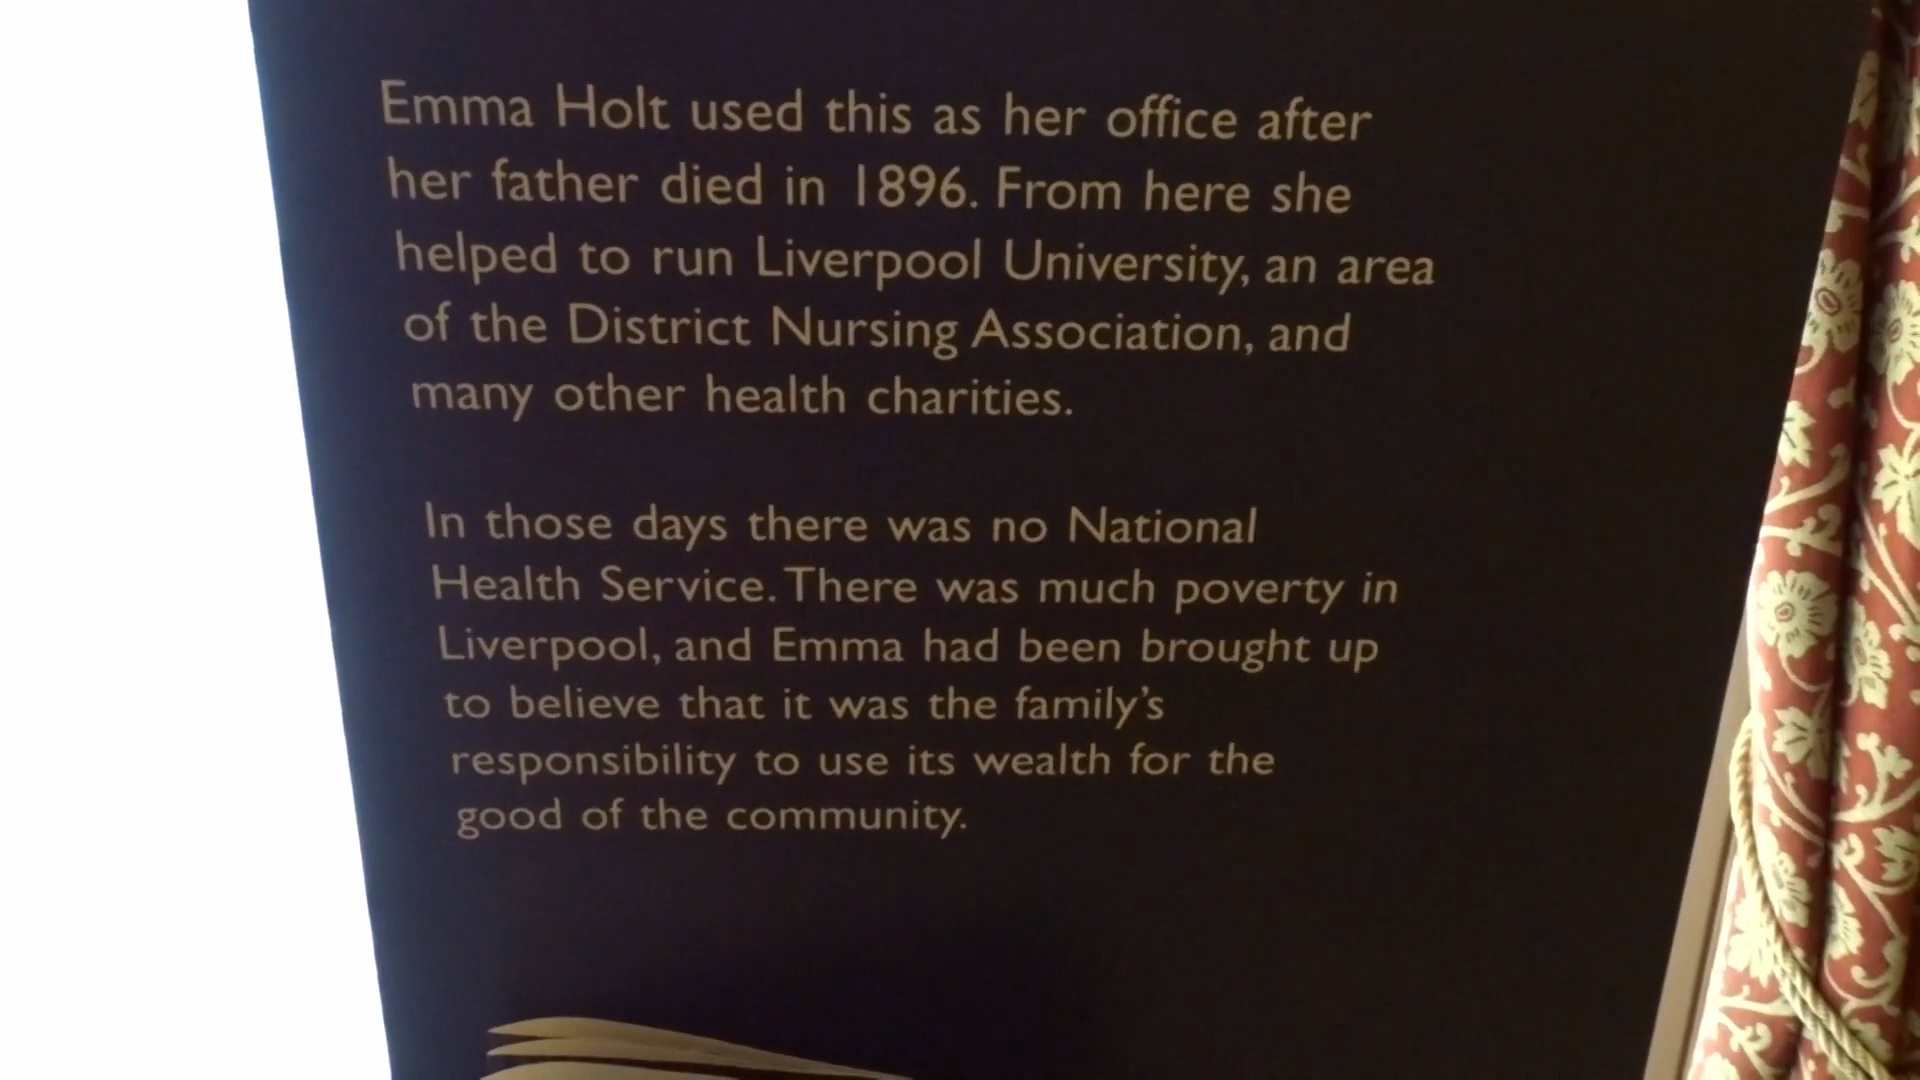 Emma Holt used this as her office after
her father died in 1896. From here she
helped to run Liverpool University, an area
of the District Nursing Association, and
many other health charities.
In those days there was no National
Health Service. There was much poverty in
Liverpool, and Emma had been brought up
to believe that it was the family’s
responsibility to use its wealth for the
good of the community.